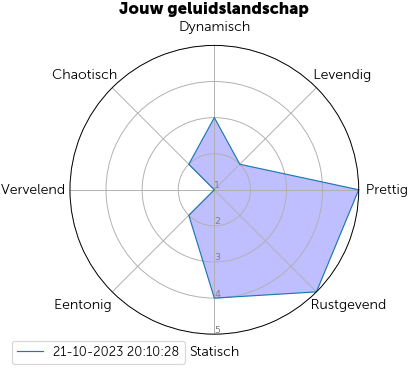 Jouw geluidslandschap
Dynamisch
Chaotisch
Levendig
Vervelend
Prettig
1
2
3
4
5
Eentonig
Rustgevend
Statisch
21-10-2023 20:10:28